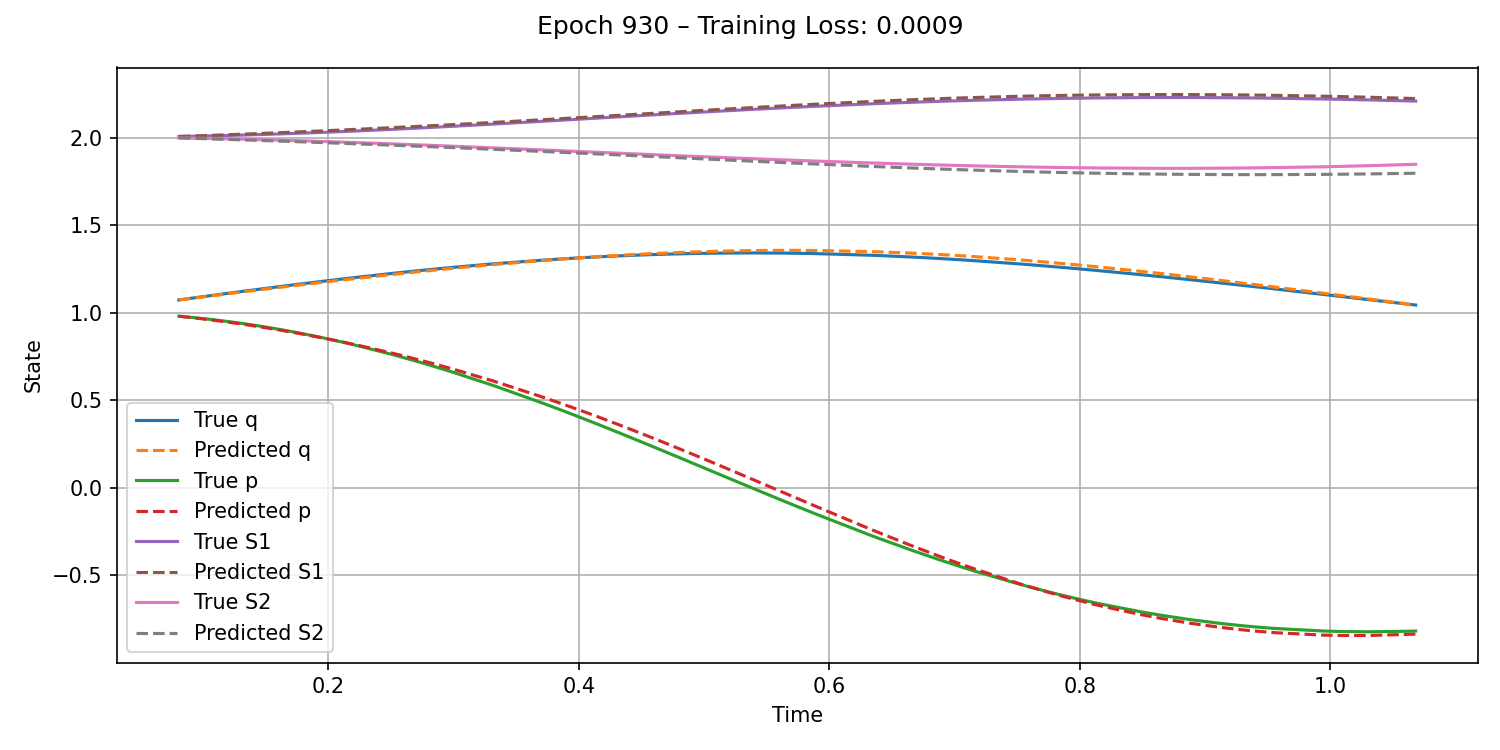 Epoch 930 – Training Loss: 0.0009
State
2.0
1.5
1.0
0.5
0.0
−0.5
True q
Predicted q
True p
Predicted p
True S1
Predicted S1
True S2
Predicted S2
0.2 0.4 0.6 0.8 1.0
Time